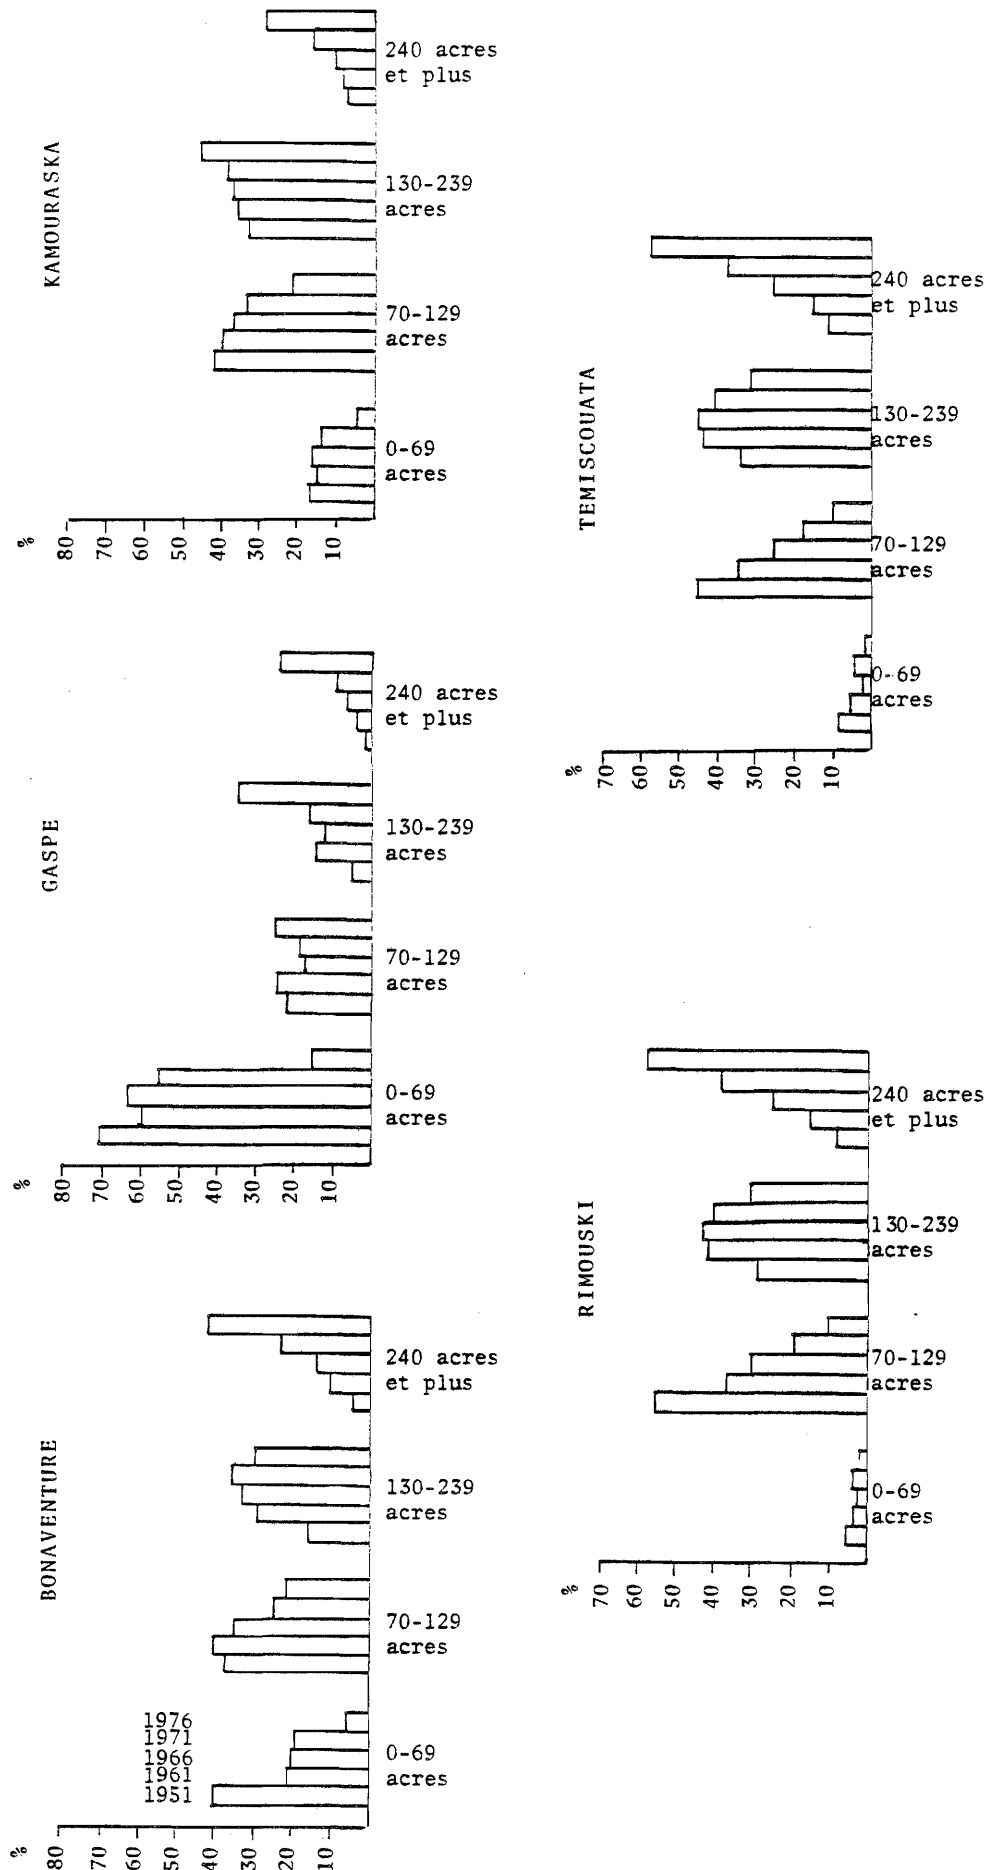 KAMOURASKA
%
80
70
60
50
40
30
20
10
0-69
acres
70-129
acres
130-239
acres
240 acres
et plus
GASPE
%
80
70
60
50
40
30
20
10
0-69
acres
70-129
acres
130-239
acres
240 acres
et plus
BONAVENTURE
%
80
70
60
50
40
30
20
10
1976
1971
1966
1961
1951
0-69
acres
70-129
acres
130-239
acres
240 acres
et plus
TEMISCOUATA
%
70
60
50
40
30
20
10
0-69
acres
70-129
acres
130-239
acres
240 acres
et plus
RIMOUSKI
%
70
60
50
40
30
20
10
0-69
acres
70-129
acres
130-239
acres
240 acres
et plus